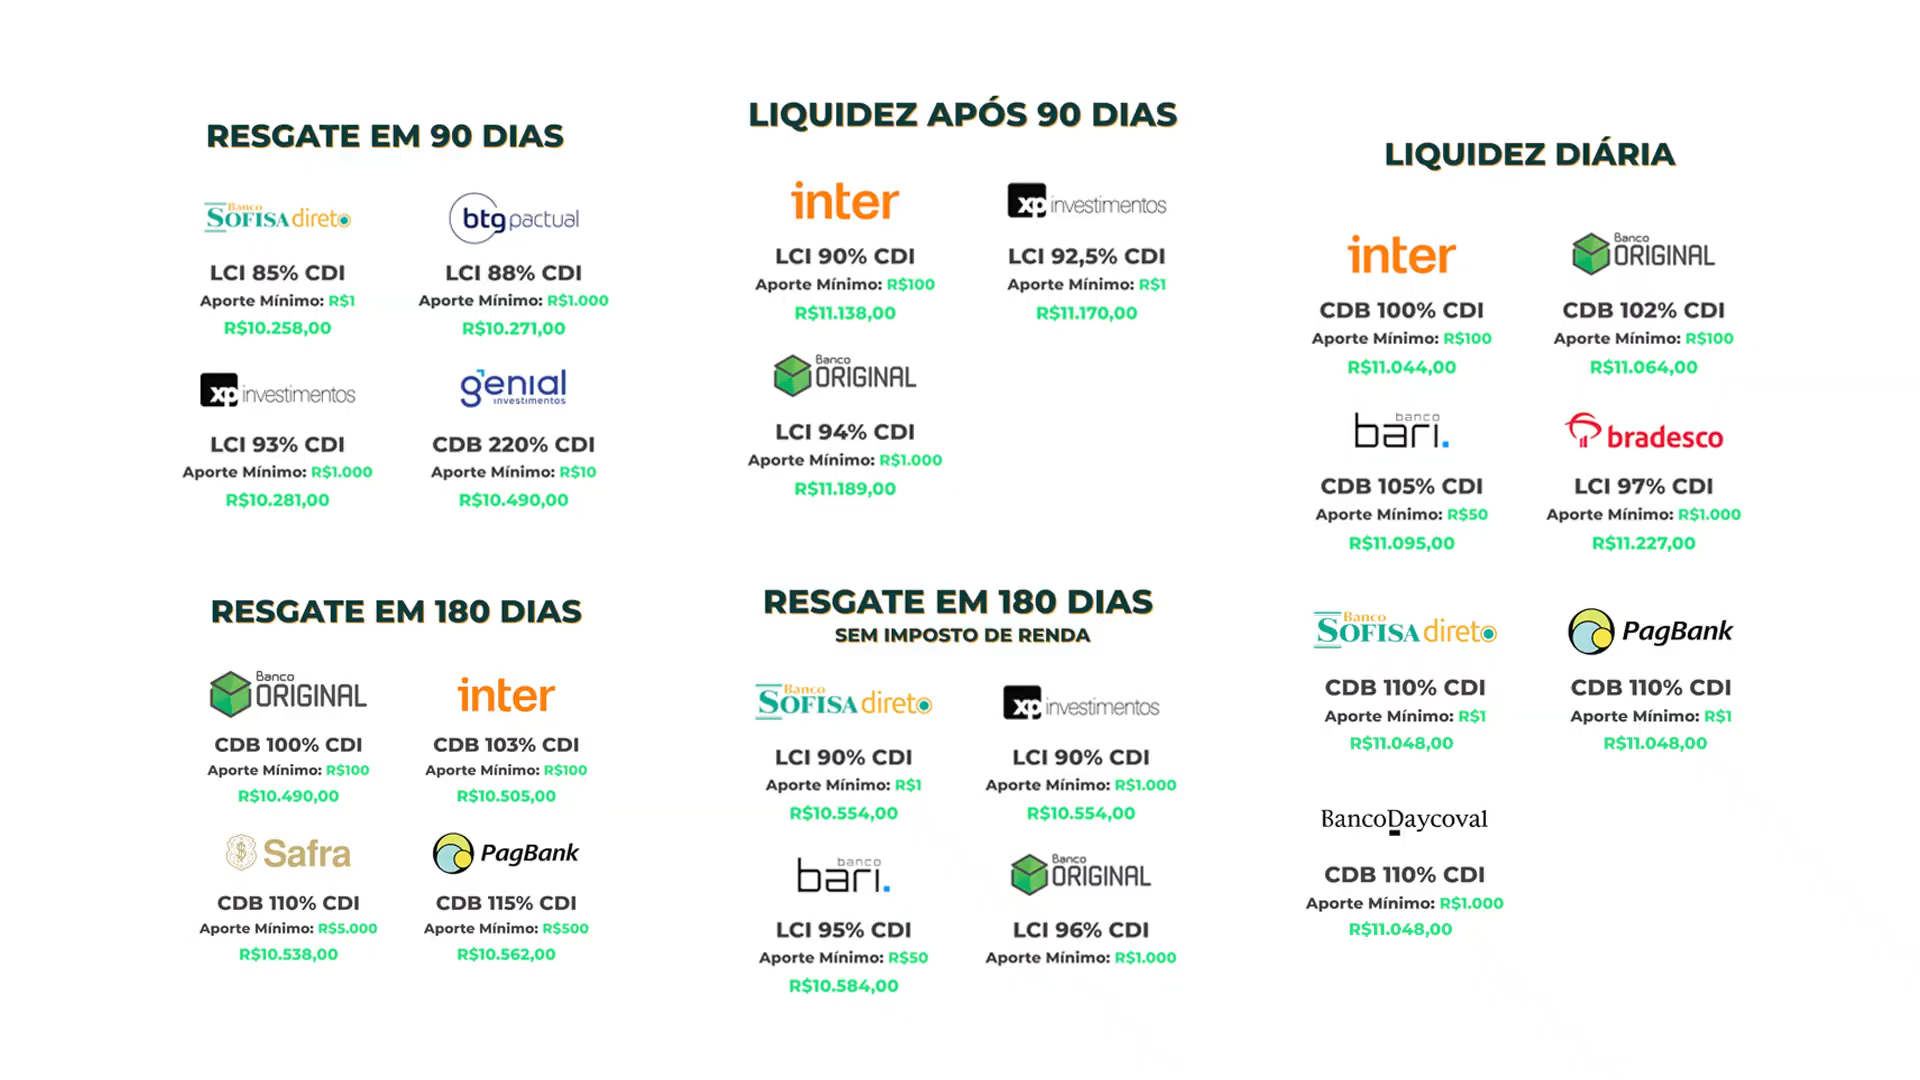 RESGATE EM 90 DIAS
Banco
SOFISA direto
btg pactual
LCI 85% CDI
Aporte Mínimo: R$1
R$10.258,00
LCI 88% CDI
Aporte Mínimo: R$1.000
R$10.271,00
xp investimentos
genial
investimentos
LCI 93% CDI
Aporte Mínimo: R$1.000
R$10.281,00
CDB 220% CDI
Aporte Mínimo: R$10
R$10.490,00
RESGATE EM 180 DIAS
Banco
ORIGINAL
inter
CDB 100% CDI
Aporte Mínimo: R$100
R$10.490,00
CDB 103% CDI
Aporte Mínimo: R$100
R$10.505,00
Safra
PagBank
CDB 110% CDI
Aporte Mínimo: R$5.000
R$10.538,00
CDB 115% CDI
Aporte Mínimo: R$500
R$10.562,00
LIQUIDEZ APÓS 90 DIAS
inter
xp investimentos
LCI 90% CDI
Aporte Mínimo: R$100
R$11.138,00
LCI 92,5% CDI
Aporte Mínimo: R$1
R$11.170,00
Banco
ORIGINAL
LCI 94% CDI
Aporte Mínimo: R$1.000
R$11.189,00
RESGATE EM 180 DIAS
SEM IMPOSTO DE RENDA
Banco
SOFISA direto
xp investimentos
LCI 90% CDI
Aporte Mínimo: R$1
R$10.554,00
LCI 90% CDI
Aporte Mínimo: R$1.000
R$10.554,00
banco
bari.
Banco
ORIGINAL
LCI 95% CDI
Aporte Mínimo: R$50
R$10.584,00
LCI 96% CDI
Aporte Mínimo: R$1.000
LIQUIDEZ DIÁRIA
inter
Banco
ORIGINAL
CDB 100% CDI
Aporte Mínimo: R$100
R$11.044,00
CDB 102% CDI
Aporte Mínimo: R$100
R$11.064,00
banco
bari.
bradesco
CDB 105% CDI
Aporte Mínimo: R$50
R$11.095,00
LCI 97% CDI
Aporte Mínimo: R$1.000
R$11.227,00
Banco
SOFISA direto
PagBank
CDB 110% CDI
Aporte Mínimo: R$1
R$11.048,00
CDB 110% CDI
Aporte Mínimo: R$1
R$11.048,00
BancoDaycoval
CDB 110% CDI
Aporte Mínimo: R$1.000
R$11.048,00